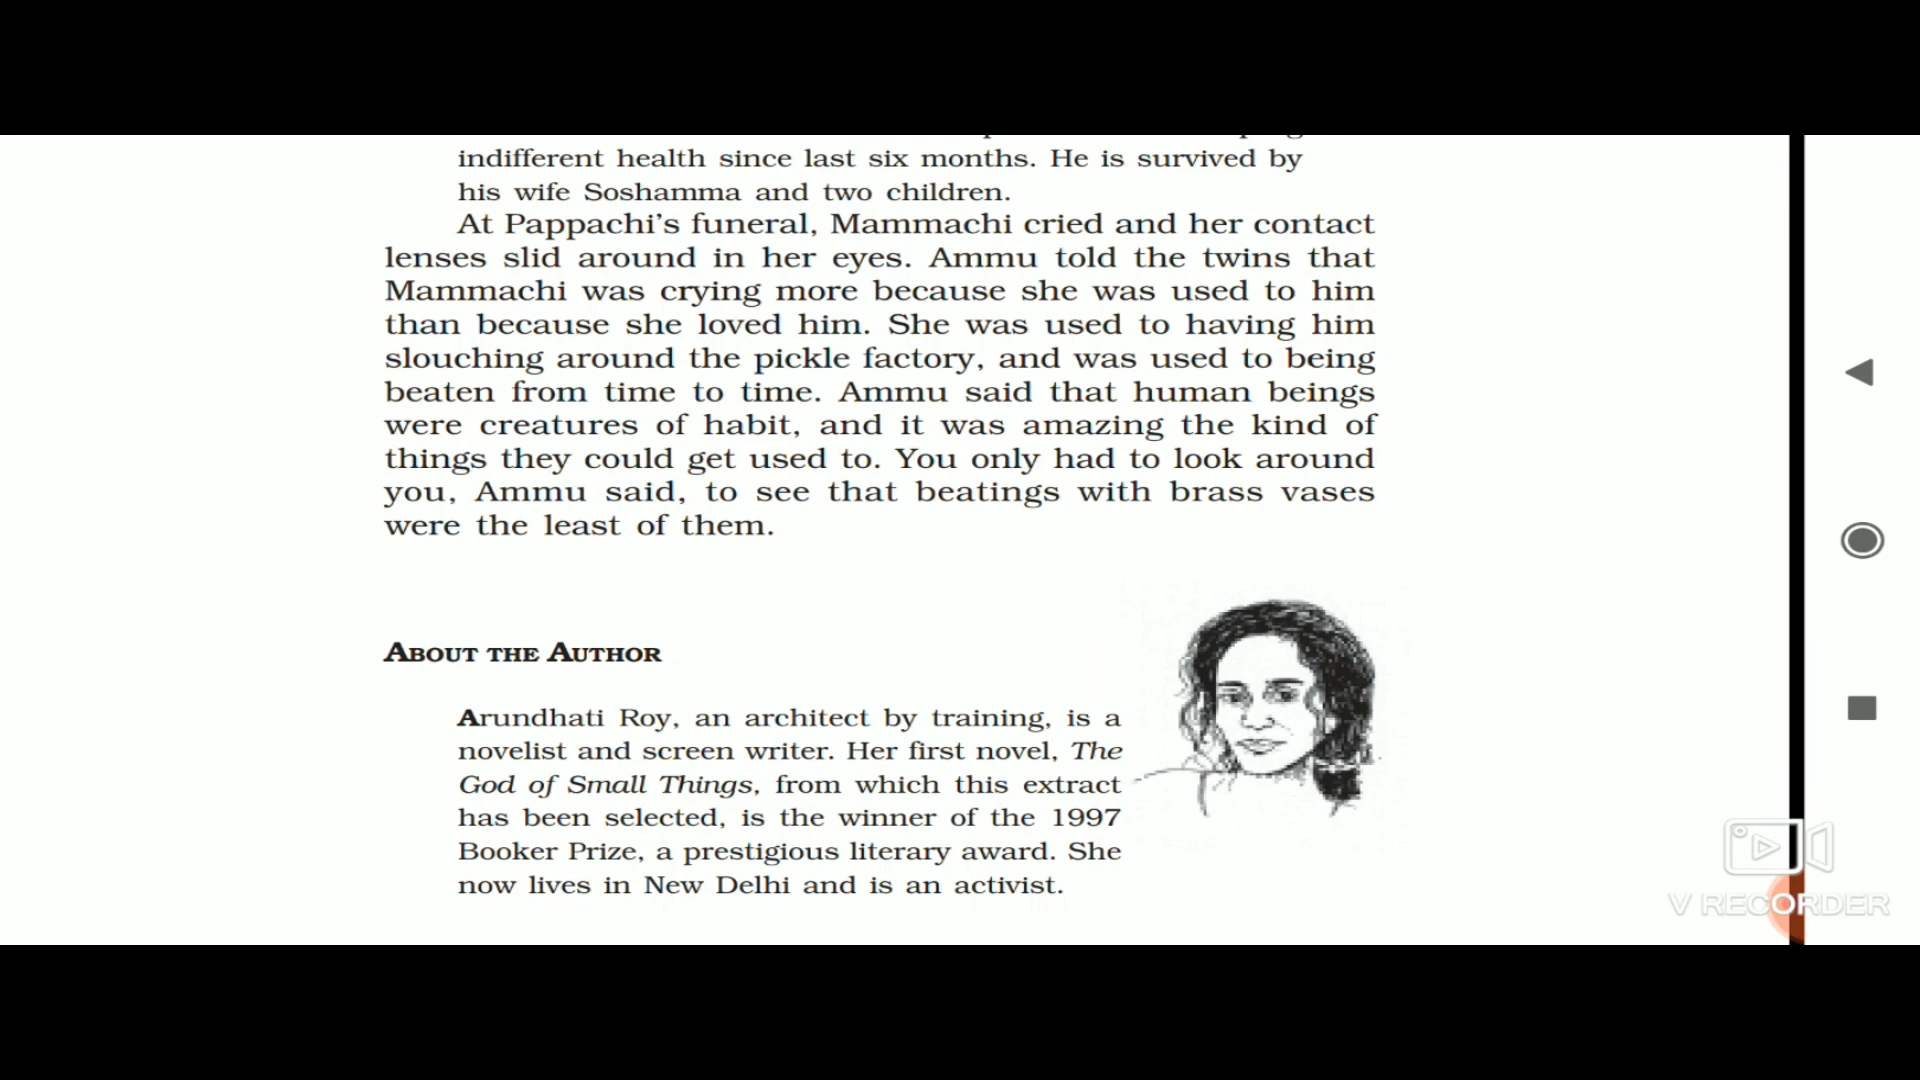 indifferent health since last six months. He is survived by
his wife Soshamma and two children.
At Pappachi’s funeral, Mammachi cried and her contact
lenses slid around in her eyes. Ammu told the twins that
Mammachi was crying more because she was used to him
than because she loved him. She was used to having him
slouching around the pickle factory, and was used to being
beaten from time to time. Ammu said that human beings
were creatures of habit, and it was amazing the kind of
things they could get used to. You only had to look around
you, Ammu said, to see that beatings with brass vases
were the least of them.
ABOUT THE AUTHOR
Arundhati Roy, an architect by training, is a
novelist and screen writer. Her first novel, The
God of Small Things, from which this extract
has been selected, is the winner of the 1997
Booker Prize, a prestigious literary award. She
now lives in New Delhi and is an activist.
V RECORDER